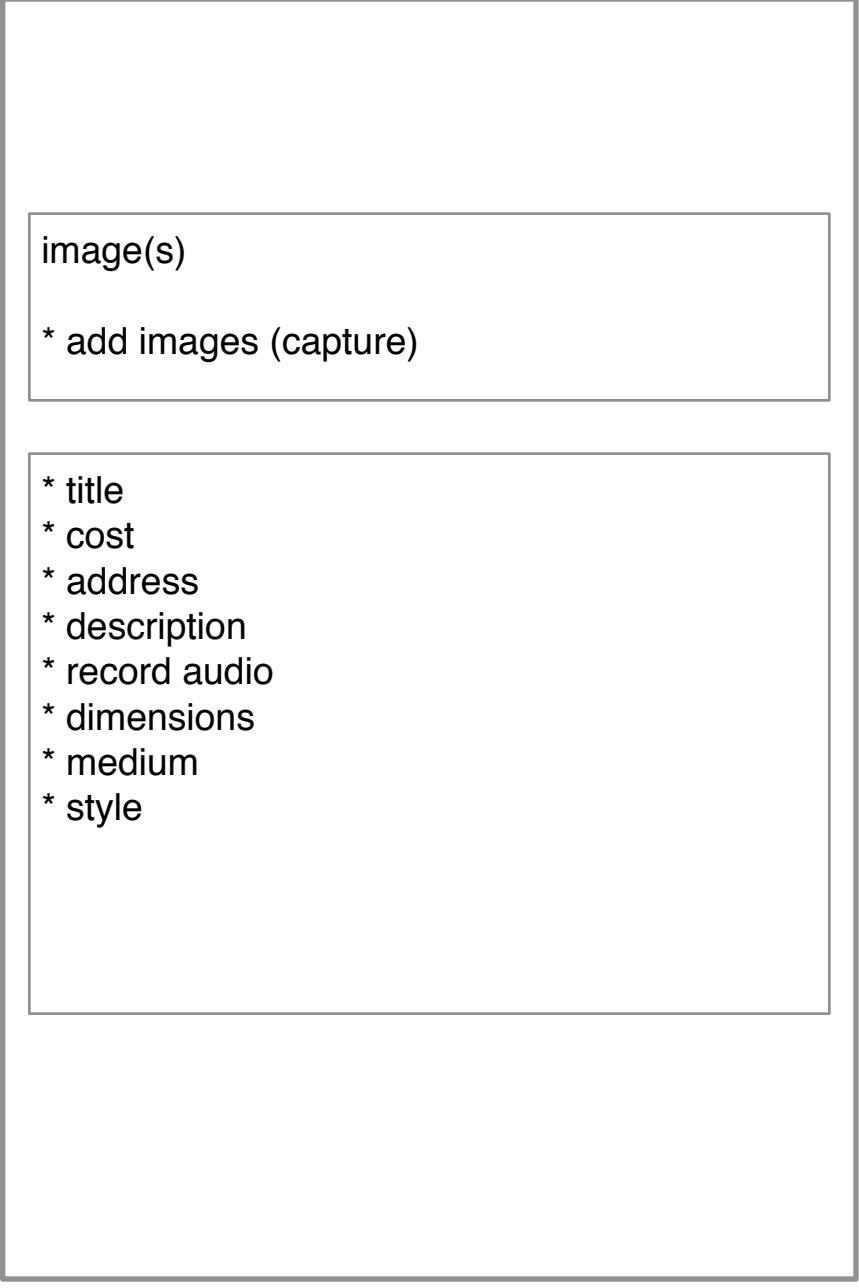 image(s)
* add images (capture)
* title
* cost
* address
* description
* record audio
* dimensions
* medium
* style